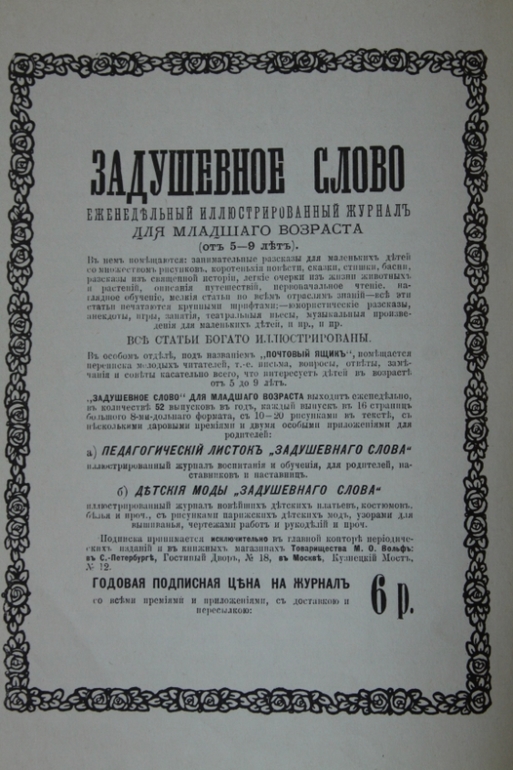 ЗАДУШЕВНОЕ СЛОВО
ЕЖЕНЕДѢЛЬНЫЙ ИЛЛЮСТРИРОВАННЫЙ ЖУРНАЛЪ
ДЛЯ МЛАДШАГО ВОЗРАСТА
(отъ 5—9 лѣтъ).
Въ немъ помѣщаются: занимательные разсказы для маленькихъ дѣтей
со множествомъ рисунковъ, коротенькія повѣсти, сказки, стишки, басни,
разсказы изъ священной исторіи, легкіе очерки изъ жизни животныхъ
и растеній, описанія путешествій, первоначальное чтеніе, на-
глядное обученіе, мелкія статьи по всѣмъ отраслямъ знаній—всѣ эти
статьи печатаются крупнымъ шрифтомъ:—юмористическіе разсказы,
анекдоты, игры, занятія, театральныя пьесы, музыкальныя произве-
денія для маленькихъ дѣтей, и пр., и пр.
ВСѢ СТАТЬИ БОГАТО ИЛЛЮСТРИРОВАНЫ.
Въ особомъ отдѣлѣ, подъ названіемъ „ПОЧТОВЫЙ ЯЩИКЪ", помѣщается
переписка молодыхъ читателей, т.-е. письма, вопросы, отвѣты, замѣ-
чанія и совѣты касательно всего, что интересуетъ дѣтей въ возрастѣ
отъ 5 до 9 лѣтъ.
„ЗАДУШЕВНОЕ СЛОВО" ДЛЯ МЛАДШАГО ВОЗРАСТА выходитъ еженедѣльно,
въ количествѣ 52 выпусковъ въ годъ, каждый выпускъ въ 16 страницъ
большого 8-ми-дольнаго формата, съ 10—20 рисунками въ текстѣ, съ
нѣсколькими даровыми преміями и двумя особыми приложеніями для
родителей:
а) ПЕДАГОГИЧЕСКІЙ ЛИСТОКЪ „ЗАДУШЕВНАГО СЛОВА"
иллюстрированный журналъ воспитанія и обученія, для родителей, на-
ставниковъ и наставницъ.
б) ДѢТСКІЯ МОДЫ „ЗАДУШЕВНАГО СЛОВА"
иллюстрированный журналъ новѣйшихъ дѣтскихъ платьевъ, костюмовъ,
бѣлья и проч., съ рисунками парижскихъ дѣтскихъ модъ, узорами для
вышиванья, чертежами работъ и рукодѣлій и проч.
Подписка принимается исключительно въ главной конторѣ періодиче-
скихъ изданій и въ книжныхъ магазинахъ Товарищества М. О. Вольфъ:
въ С.-Петербургѣ, Гостиный Дворъ, № 18, въ Москвѣ, Кузнецкій Мостъ,
№ 12.
ГОДОВАЯ ПОДПИСНАЯ ЦѢНА НА ЖУРНАЛЪ
со всѣми преміями и приложеніями, съ доставкою и
пересылкою:
6 р.